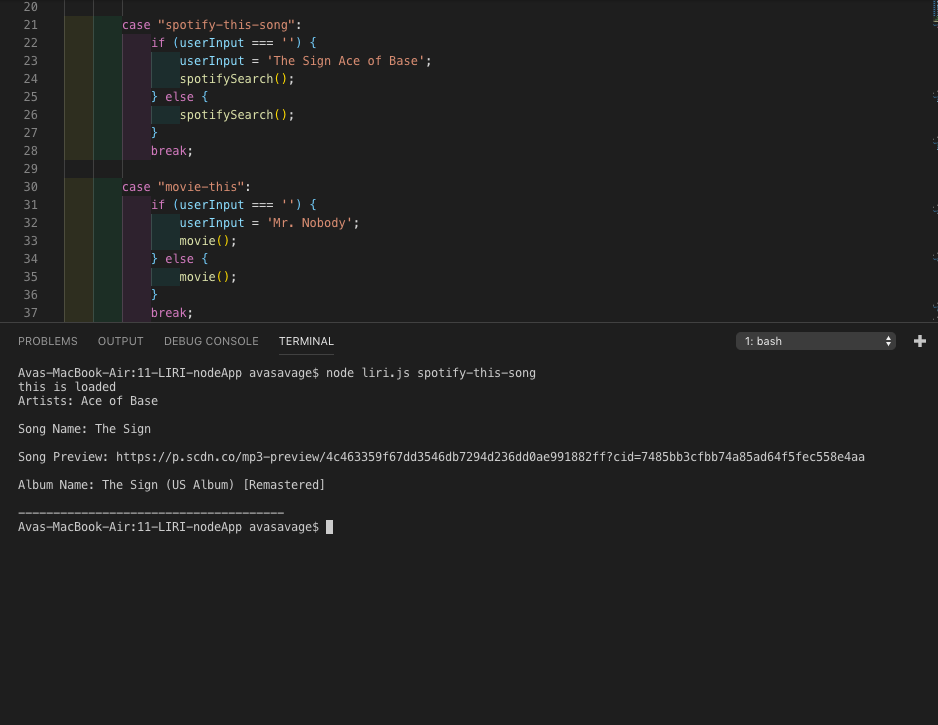 20
21 case "spotify-this-song":
22 if (userInput === '') {
23 userInput = 'The Sign Ace of Base';
24 spotifySearch();
25 } else {
26 spotifySearch();
27 }
28 break;
29
30 case "movie-this":
31 if (userInput === '') {
32 userInput = 'Mr. Nobody';
33 movie();
34 } else {
35 movie();
36 }
37 break;
PROBLEMS OUTPUT DEBUG CONSOLE TERMINAL 1: bash
Avas-MacBook-Air:11-LIRI-nodeApp avasavage$ node liri.js spotify-this-song
this is loaded
Artists: Ace of Base
Song Name: The Sign
Song Preview: https://p.scdn.co/mp3-preview/4c463359f67dd3546db7294d236dd0ae991882ff?cid=7485bb3cfbb74a85ad64f5fec558e4aa
Album Name: The Sign (US Album) [Remastered]
--------------------------------------
Avas-MacBook-Air:11-LIRI-nodeApp avasavage$